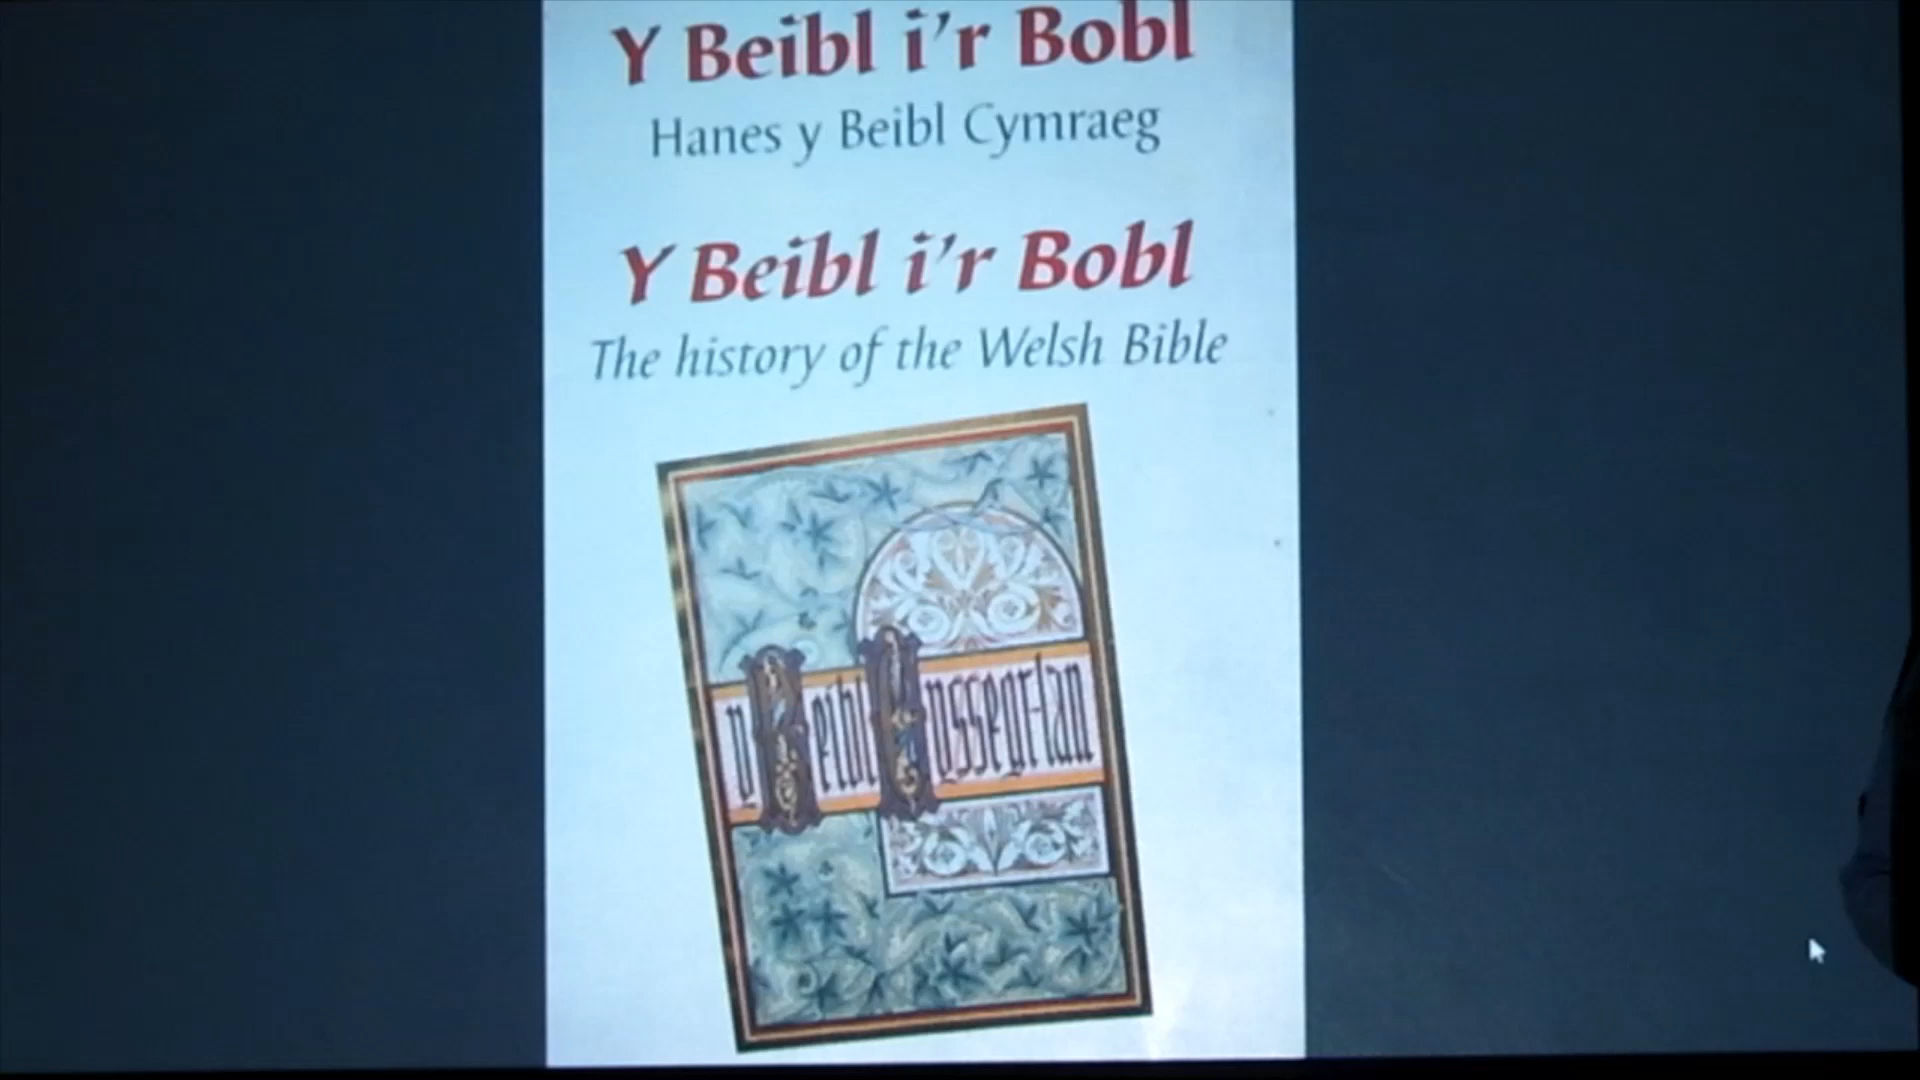 Y Beibl i'r Bobl
Hanes y Beibl Cymraeg
Y Beibl i'r Bobl
The history of the Welsh Bible
y Beibl Cyssegr-lan